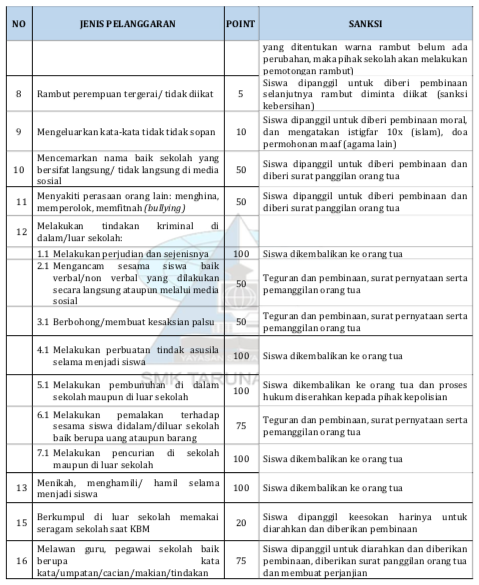 NO JENIS PELANGGARAN POINT SANKSI
yang ditentukan warna rambut belum ada
perubahan, maka pihak sekolah akan melakukan
pemotongan rambut)
8 Rambut perempuan tergerai/ tidak diikat 5 Siswa dipanggil untuk diberi pembinaan
selanjutnya rambut diminta diikat (sanksi
kebersihan)
9 Mengeluarkan kata-kata tidak tidak sopan 10 Siswa dipanggil untuk diberi pembinaan moral,
dan mengatakan istigfar 10x (islam), doa
permohonan maaf (agama lain)
10 Mencemarkan nama baik sekolah yang
bersifat langsung/ tidak langsung di media
sosial
50 Siswa dipanggil untuk diberi pembinaan dan
diberi surat panggilan orang tua
11 Menyakiti perasaan orang lain: menghina,
memperolok, memfitnah (bullying)
50 Siswa dipanggil untuk diberi pembinaan dan
diberi surat panggilan orang tua
12 Melakukan tindakan kriminal di
dalam/luar sekolah:
1.1 Melakukan perjudian dan sejenisnya 100 Siswa dikembalikan ke orang tua
2.1 Mengancam sesama siswa baik
verbal/non verbal yang dilakukan
secara langsung ataupun melalui media
sosial
50 Teguran dan pembinaan, surat pernyataan serta
pemanggilan orang tua
3.1 Berbohong/membuat kesaksian palsu 50 Teguran dan pembinaan, surat pernyataan serta
pemanggilan orang tua
4.1 Melakukan perbuatan tindak asusila
selama menjadi siswa
100 Siswa dikembalikan ke orang tua
5.1 Melakukan pembunuhan di dalam
sekolah maupun di luar sekolah
100 Siswa dikembalikan ke orang tua dan proses
hukum diserahkan kepada pihak kepolisian
SMK TARUNA
6.1 Melakukan pemalakan terhadap
sesama siswa didalam/diluar sekolah
baik berupa uang ataupun barang
75 Teguran dan pembinaan, surat pernyataan serta
pemanggilan orang tua
7.1 Melakukan pencurian di sekolah
maupun di luar sekolah
100 Siswa dikembalikan ke orang tua
13 Menikah, menghamili/ hamil selama
menjadi siswa
100 Siswa dikembalikan ke orang tua
15 Berkumpul di luar sekolah memakai
seragam sekolah saat KBM
20 Siswa dipanggil keesokan harinya untuk
diarahkan dan diberikan pembinaan
16 Melawan guru, pegawai sekolah baik
berupa kata
kata/umpatan/cacian/makian/tindakan
75 Siswa dipanggil untuk diarahkan dan diberikan
pembinaan, diberikan surat panggilan orang tua
dan membuat perjanjian